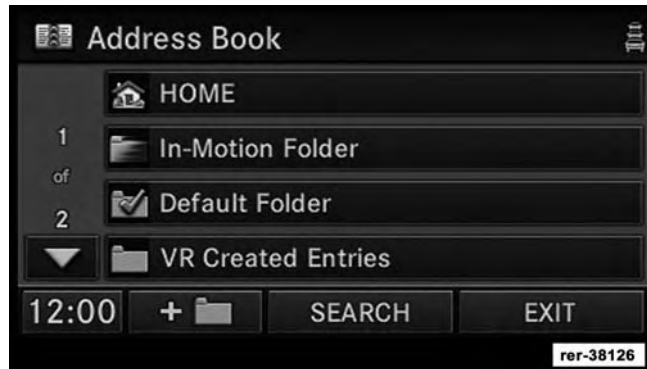 Address Book
HOME
1
of
2
In-Motion Folder
Default Folder
VR Created Entries
12:00
+
SEARCH
EXIT
rer-38126